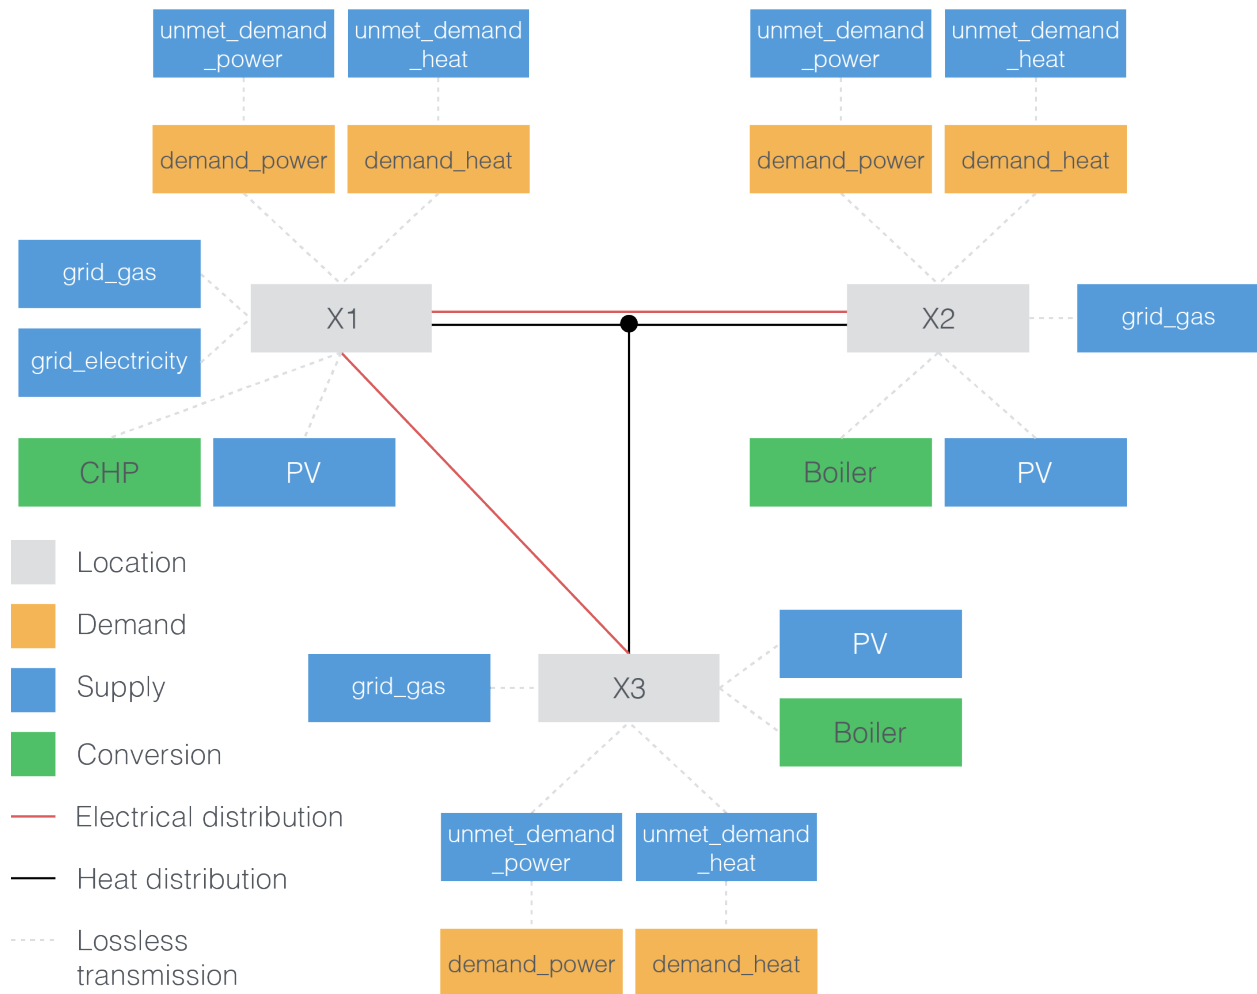 unmet_demand
_power
unmet_demand
_heat
unmet_demand
_power
unmet_demand
_heat
demand_power
demand_heat
demand_power
demand_heat
grid_gas
X1
X2
grid_gas
grid_electricity
CHP
PV
Boiler
PV
Location
Demand
Supply
Conversion
Electrical distribution
Heat distribution
Lossless
transmission
PV
grid_gas
X3
Boiler
unmet_demand
_power
unmet_demand
_heat
demand_power
demand_heat